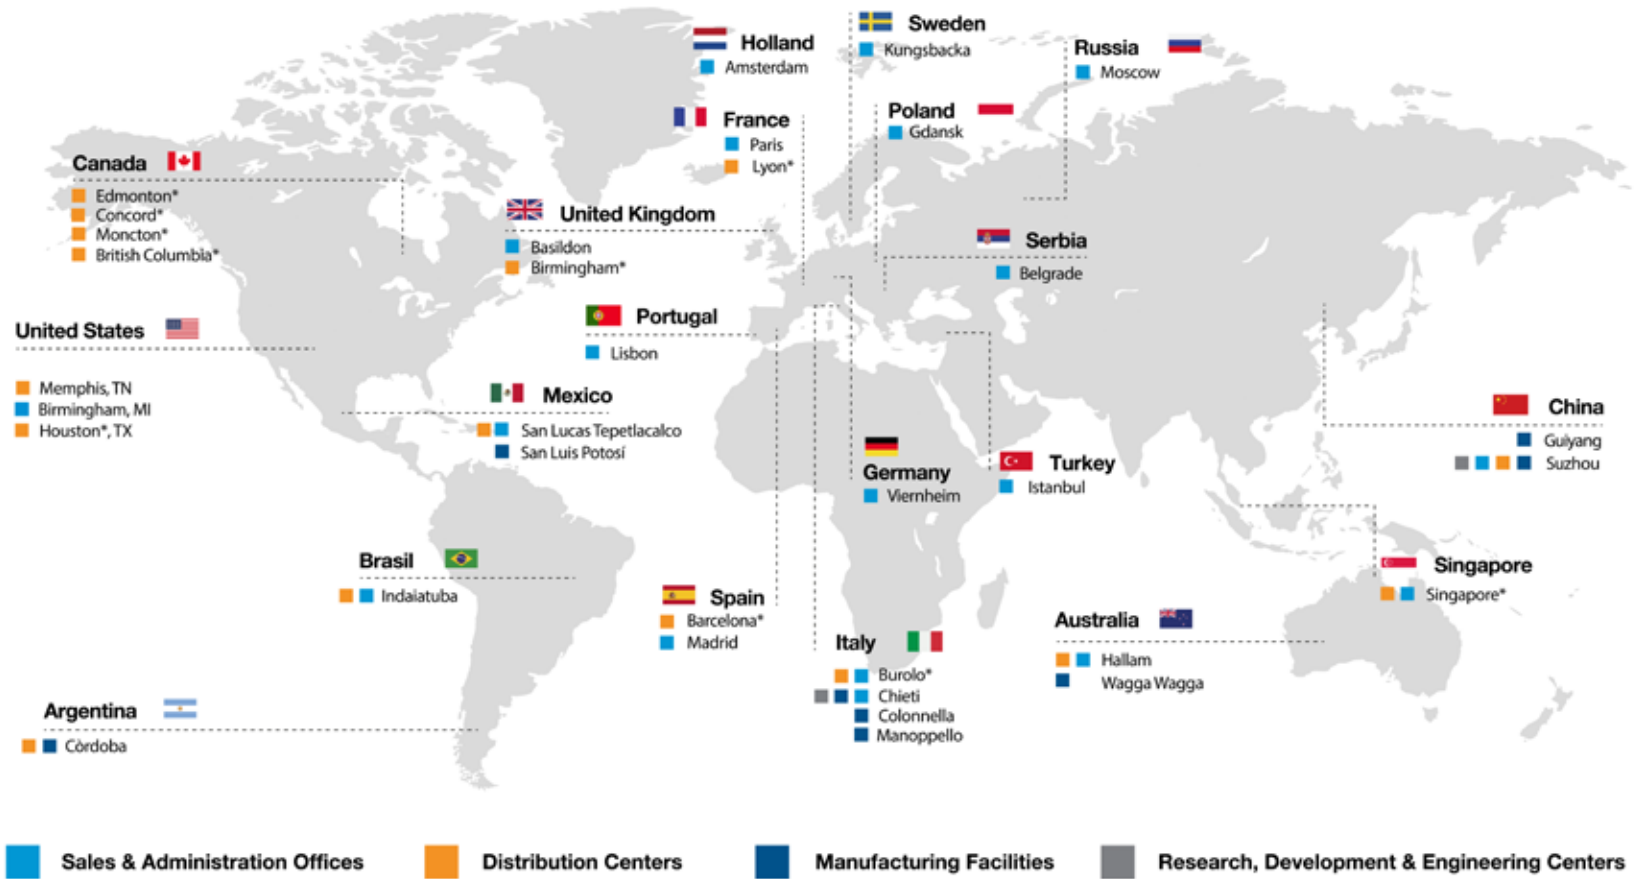 Holland
Amsterdam
Sweden
Kungsbacka
Russia
Moscow
France
Paris
Lyon*
Poland
Gdansk
Canada
Edmonton*
Concord*
Moncton*
British Columbia*
United Kingdom
Basildon
Birmingham*
Serbia
Belgrade
United States
Memphis, TN
Birmingham, MI
Houston*, TX
Portugal
Lisbon
Mexico
San Lucas Tepetlacalco
San Luis Potosí
China
Guiyang
Suzhou
Germany
Viernheim
Turkey
Istanbul
Brasil
Indaiatuba
Spain
Barcelona*
Madrid
Singapore
Singapore*
Italy
Burolo*
Chieti
Colonnella
Manoppello
Australia
Hallam
Wagga Wagga
Argentina
Còrdoba
Sales & Administration Offices
Distribution Centers
Manufacturing Facilities
Research, Development & Engineering Centers